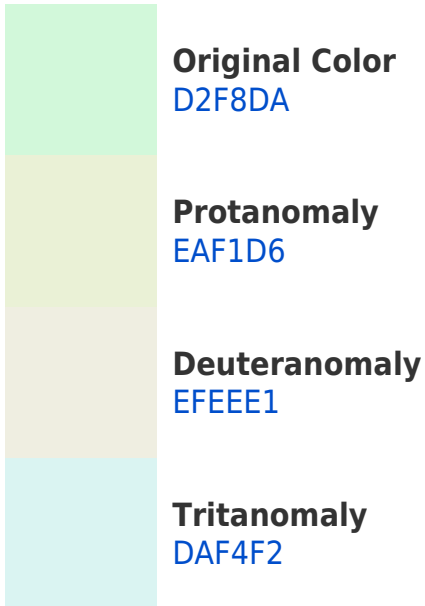 Original Color
D2F8DA
Protanomaly
EAF1D6
Deuteranomaly
EFEEE1
Tritanomaly
DAF4F2